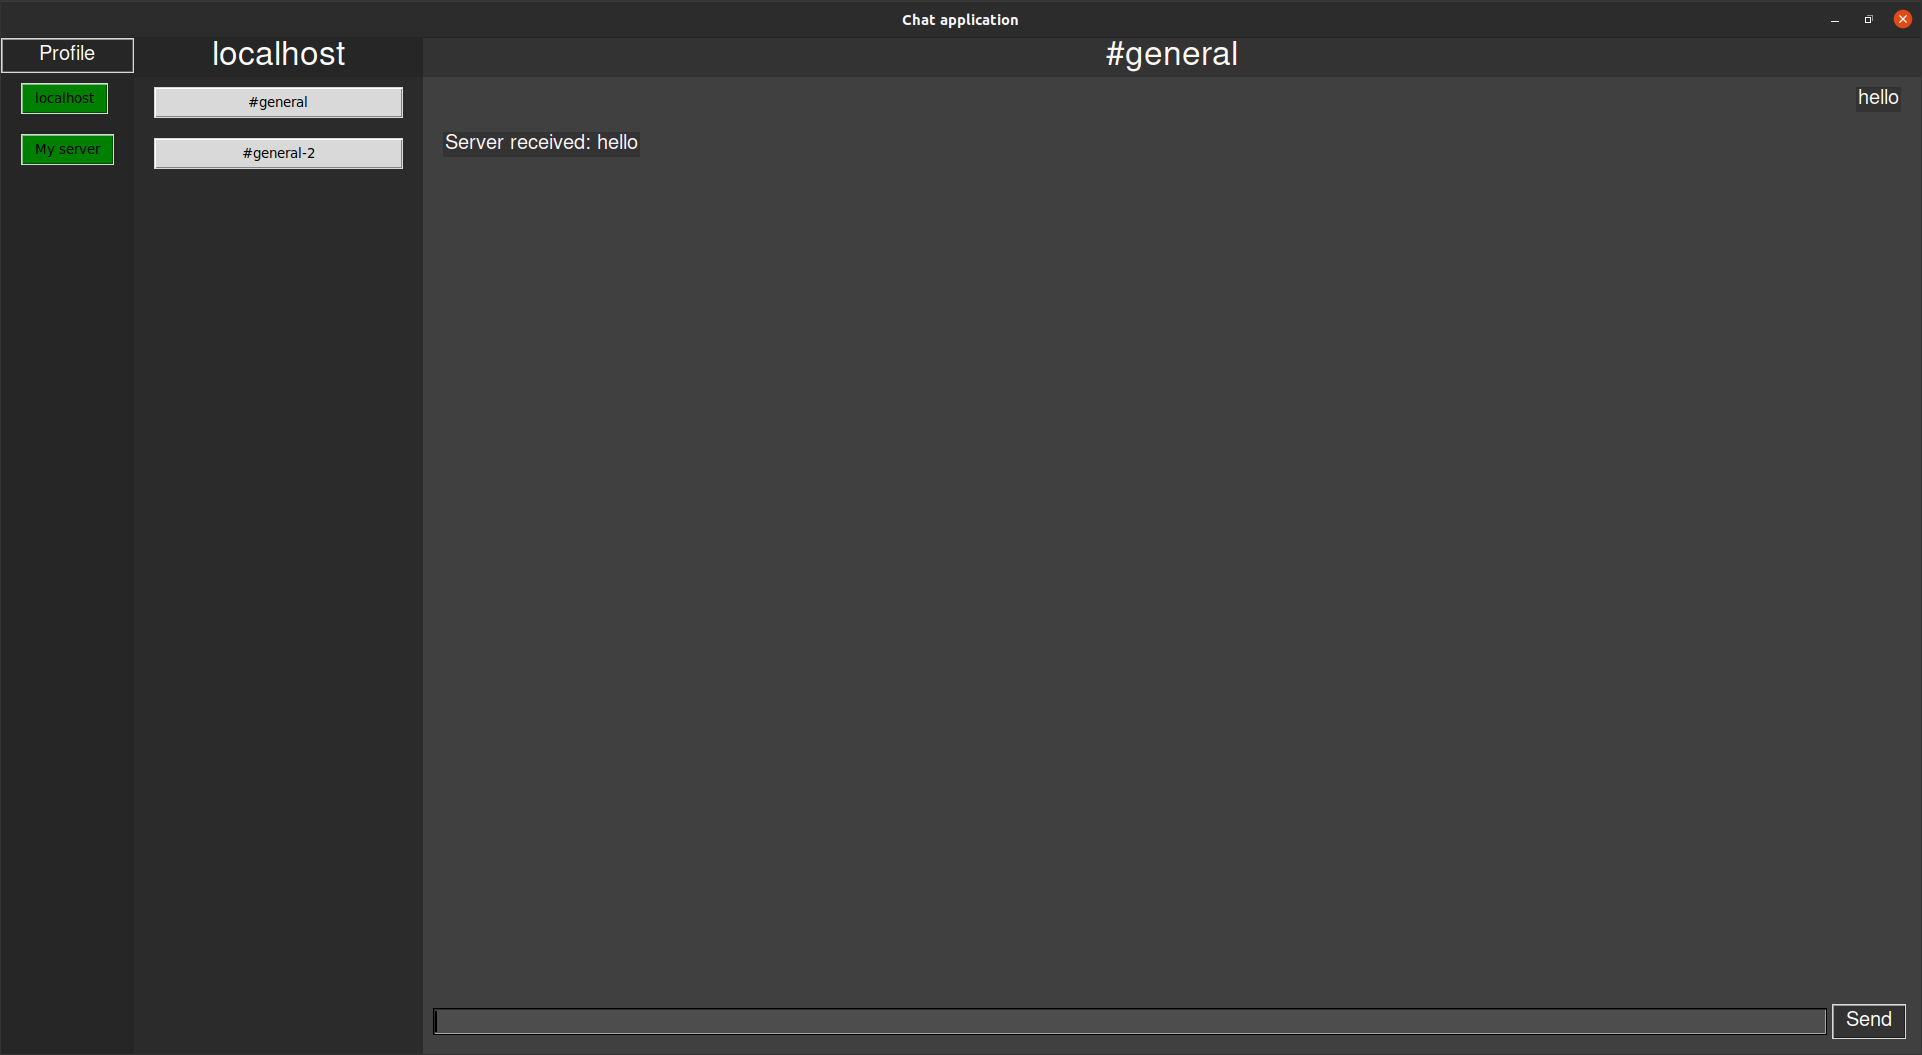 Chat application
Profile
localhost
My server
localhost
#general
#general-2
#general
hello
Server received: hello
Send